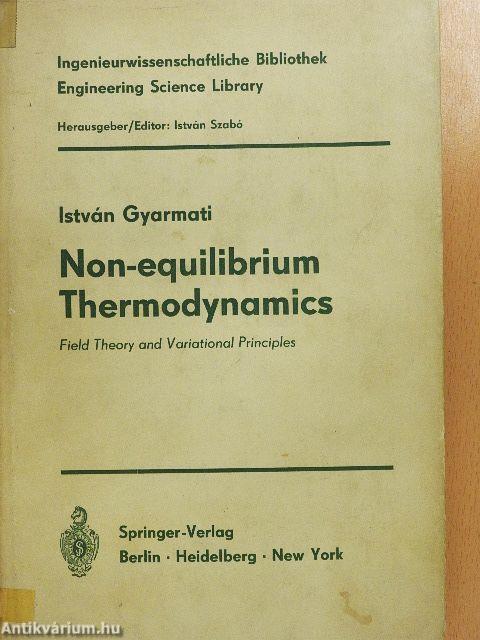 Ingenieurwissenschaftliche Bibliothek
Engineering Science Library
Herausgeber/Editor: István Szabó
István Gyarmati
Non-equilibrium
Thermodynamics
Field Theory and Variational Principles
Springer-Verlag
Berlin · Heidelberg · New York
Antikvárium.hu